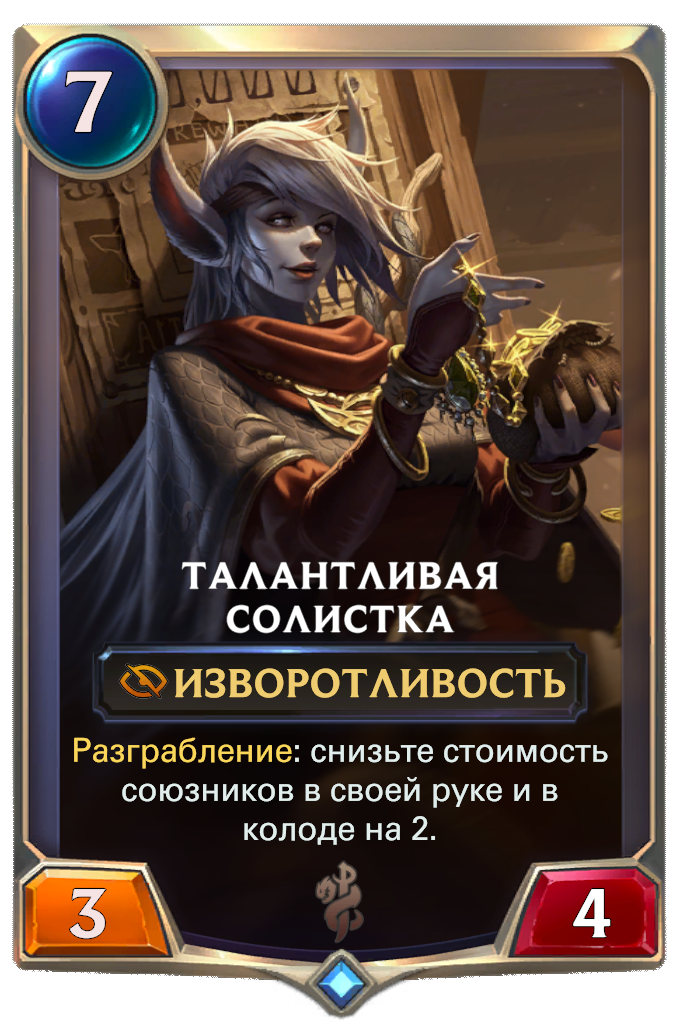 7
ТАЛАНТЛИВАЯ
СОЛИСТКА
ИЗВОРОТЛИВОСТЬ
Разграбление: снизьте стоимость
союзников в своей руке и в
колоде на 2.
3
4